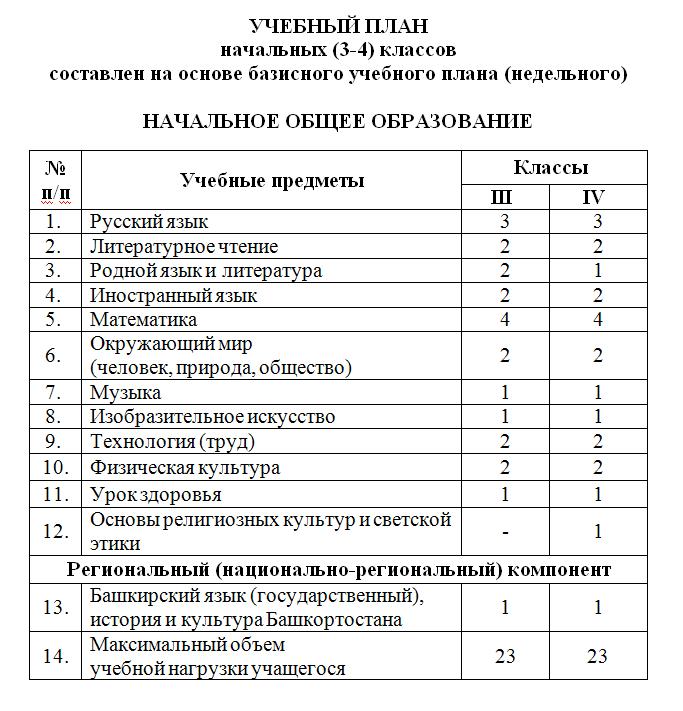 УЧЕБНЫЙ ПЛАН
начальных (3-4) классов
составлен на основе базисного учебного плана (недельного)
НАЧАЛЬНОЕ ОБЩЕЕ ОБРАЗОВАНИЕ
№ п/п Учебные предметы Классы
III IV
1. Русский язык 3 3
2. Литературное чтение 2 2
3. Родной язык и литература 2 1
4. Иностранный язык 2 2
5. Математика 4 4
6. Окружающий мир
(человек, природа, общество) 2 2
7. Музыка 1 1
8. Изобразительное искусство 1 1
9. Технология (труд) 2 2
10. Физическая культура 2 2
11. Урок здоровья 1 1
12. Основы религиозных культур и светской
этики - 1
Региональный (национально-региональный) компонент
13. Башкирский язык (государственный),
история и культура Башкортостана 1 1
14. Максимальный объем
учебной нагрузки учащегося 23 23